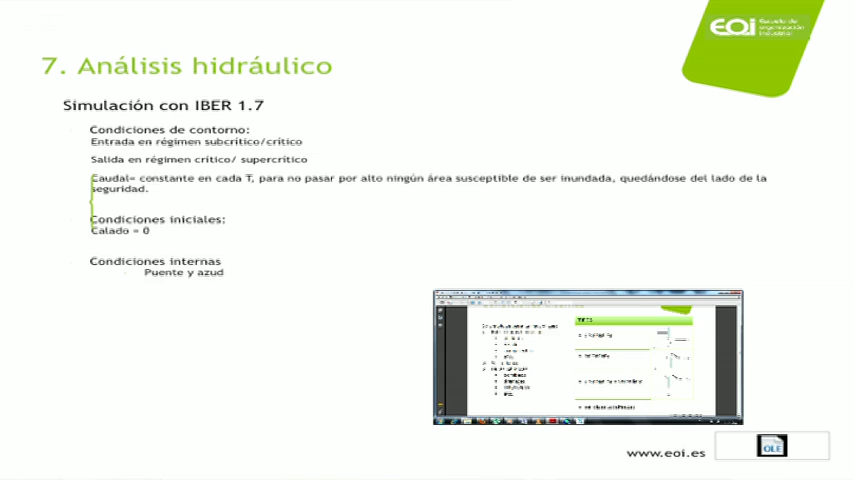 eoi Escuela de
organización
industrial
7. Análisis hidráulico
Simulación con IBER 1.7
Condiciones de contorno:
Entrada en régimen subcrítico/crítico
Salida en régimen crítico/ supercrítico
Caudal= constante en cada T, para no pasar por alto ningún área susceptible de ser inundada, quedándose del lado de la
seguridad.
Condiciones iniciales:
Calado = 0
Condiciones internas
Puente y azud
www.eoi.es
OLE